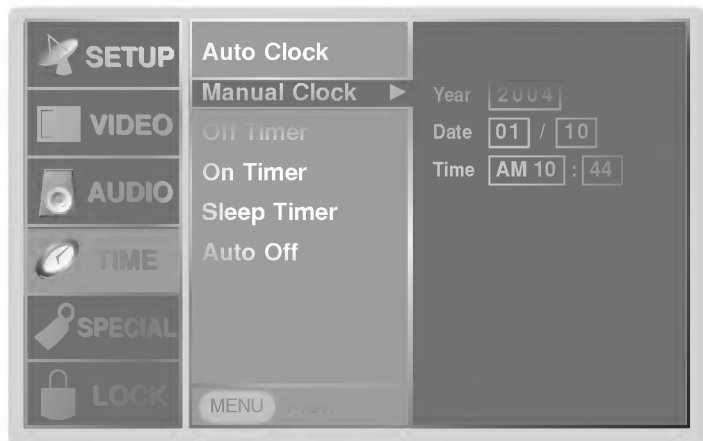 SETUP
VIDEO
AUDIO
TIME
SPECIAL
LOCK
Auto Clock
Manual Clock ►
Off Timer
On Timer
Sleep Timer
Auto Off
MENU Prev.
Year 2004
Date 01 / 10
Time AM 10 : 44